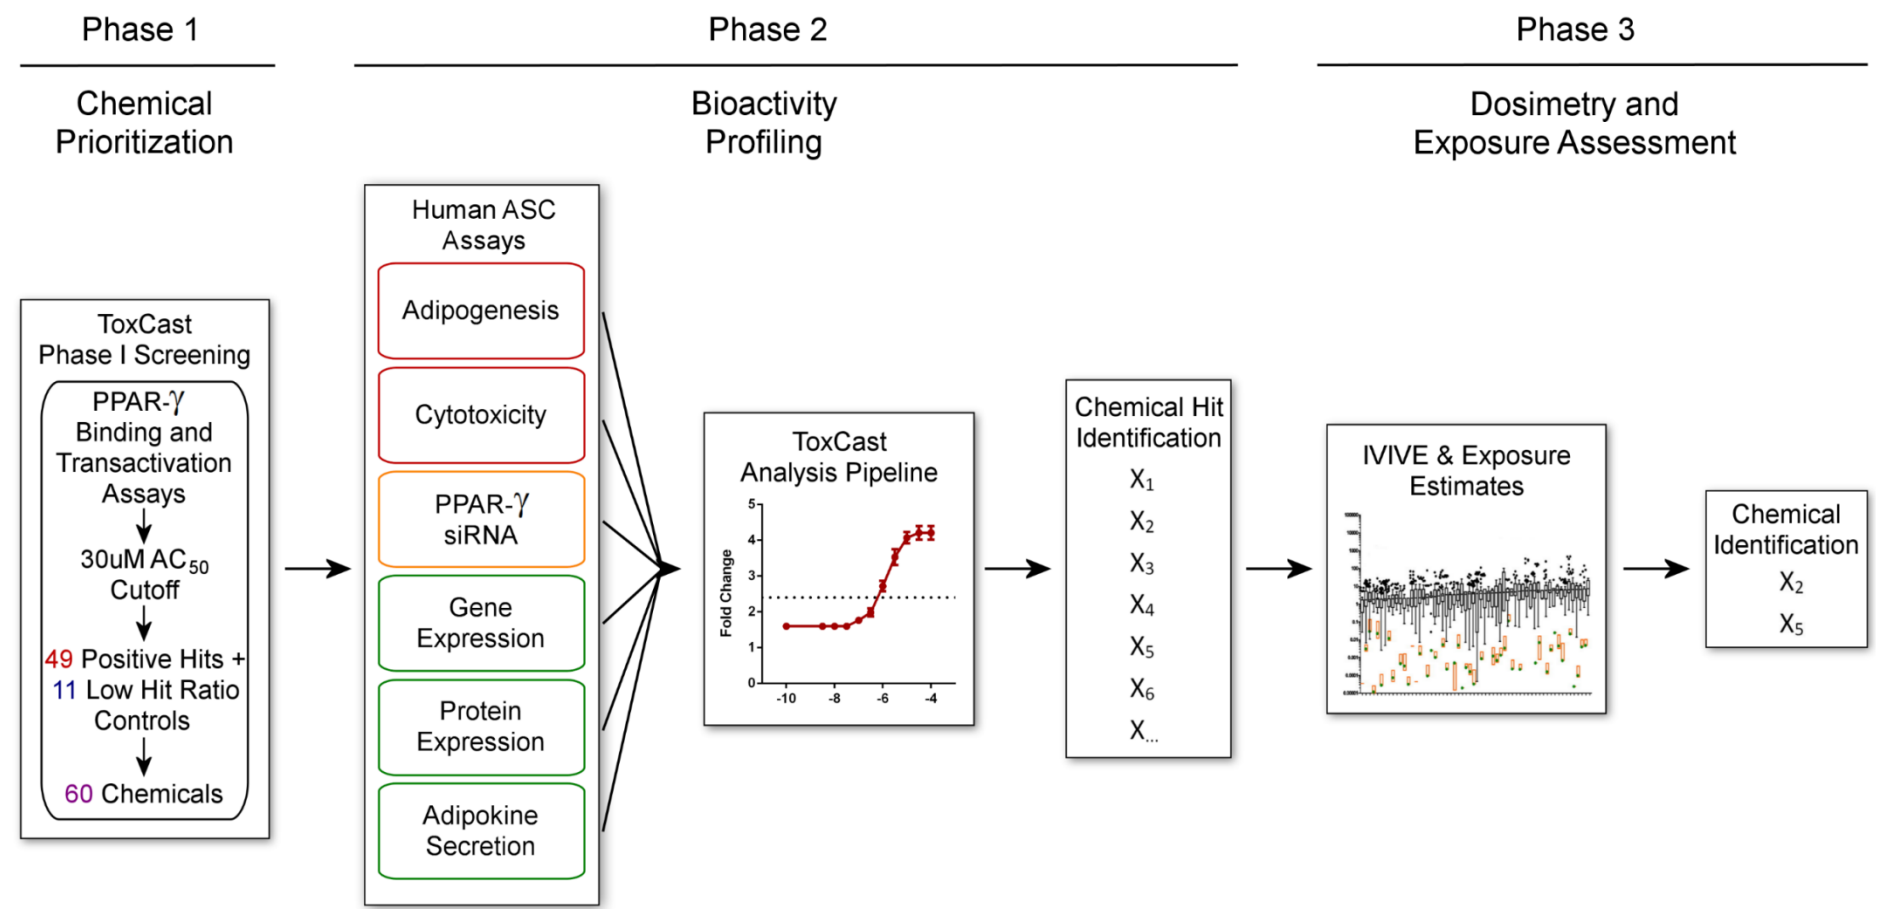 Phase 1
Phase 2
Phase 3
Chemical
Prioritization
Bioactivity
Profiling
Dosimetry and
Exposure Assessment
ToxCast
Phase I Screening
PPAR-γ
Binding and
Transactivation
Assays
30uM AC50
Cutoff
49 Positive Hits +
11 Low Hit Ratio
Controls
60 Chemicals
Human ASC
Assays
Adipogenesis
Cytotoxicity
PPAR-γ
siRNA
Gene
Expression
Protein
Expression
Adipokine
Secretion
ToxCast
Analysis Pipeline
Fold Change
5
4
3
2
1
0
-10 -8 -6 -4
Chemical Hit
Identification
X1
X2
X3
X4
X5
X6
X...
IVIVE & Exposure
Estimates
Chemical
Identification
X2
X5